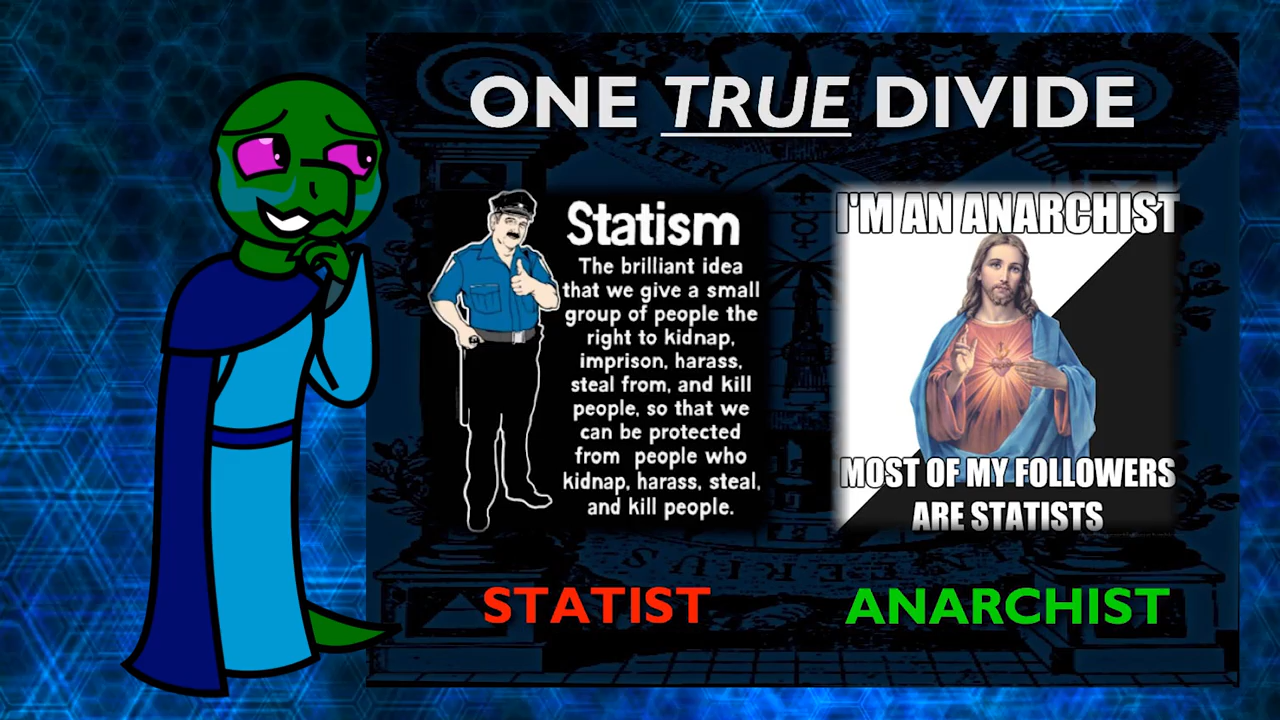 ONE TRUE DIVIDE
Statism
The brilliant idea
that we give a small
group of people the
right to kidnap,
imprison, harass,
steal from, and kill
people, so that we
can be protected
from people who
kidnap, harass, steal,
and kill people.
I'M AN ANARCHIST
MOST OF MY FOLLOWERS
ARE STATISTS
STATIST
ANARCHIST